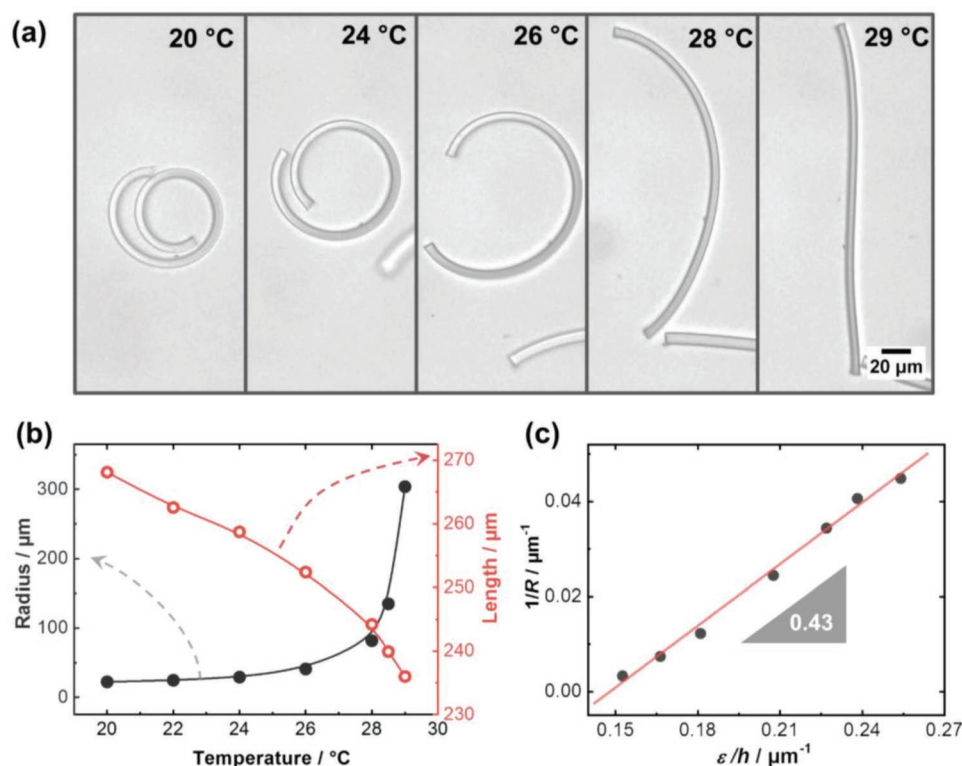 (a)
20 °C
24 °C
26 °C
28 °C
29 °C
20 µm
(b)
300
200
100
0
Radius / µm
270
260
250
240
230
Length / µm
20
22
24
26
28
30
Temperature / °C
(c)
0.04
0.02
0.00
1/R / µm⁻¹
0.43
0.15
0.18
0.21
0.24
0.27
ε/h / µm⁻¹